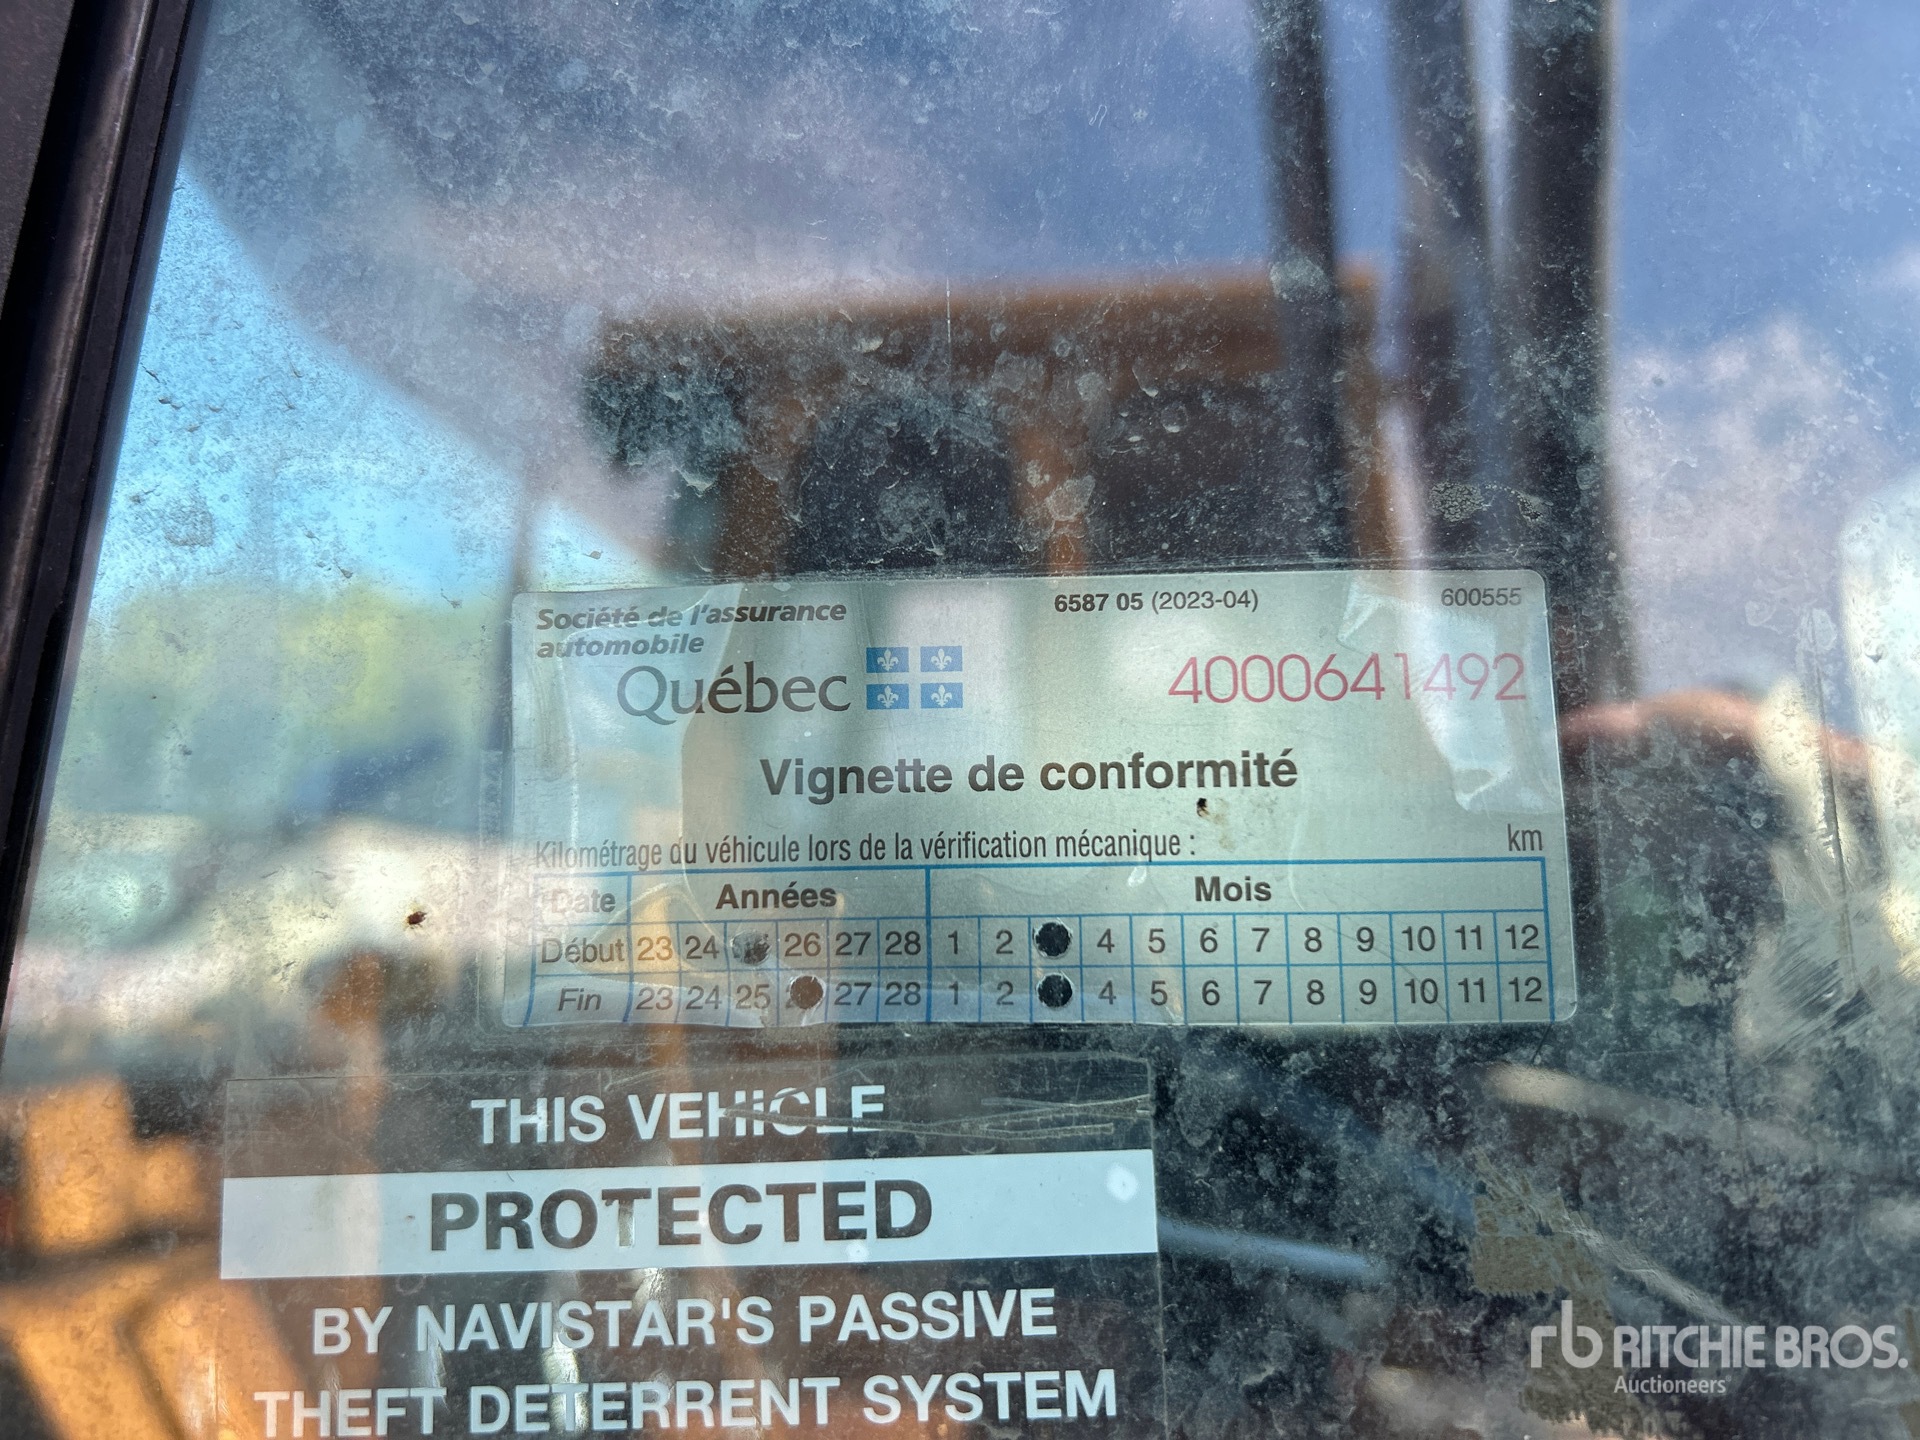 Société de l'assurance
automobile
Québec
6587 05 (2023-04)
600555
4000641492
Vignette de conformité
Kilométrage du véhicule lors de la vérification mécanique : km
Date Années Mois
Début 23 24 26 27 28 1 2 4 5 6 7 8 9 10 11 12
Fin 23 24 25 27 28 1 2 4 5 6 7 8 9 10 11 12
THIS VEHICLE
PROTECTED
BY NAVISTAR'S PASSIVE
THEFT DETERRENT SYSTEM
rb RITCHIE BROS.
Auctioneers